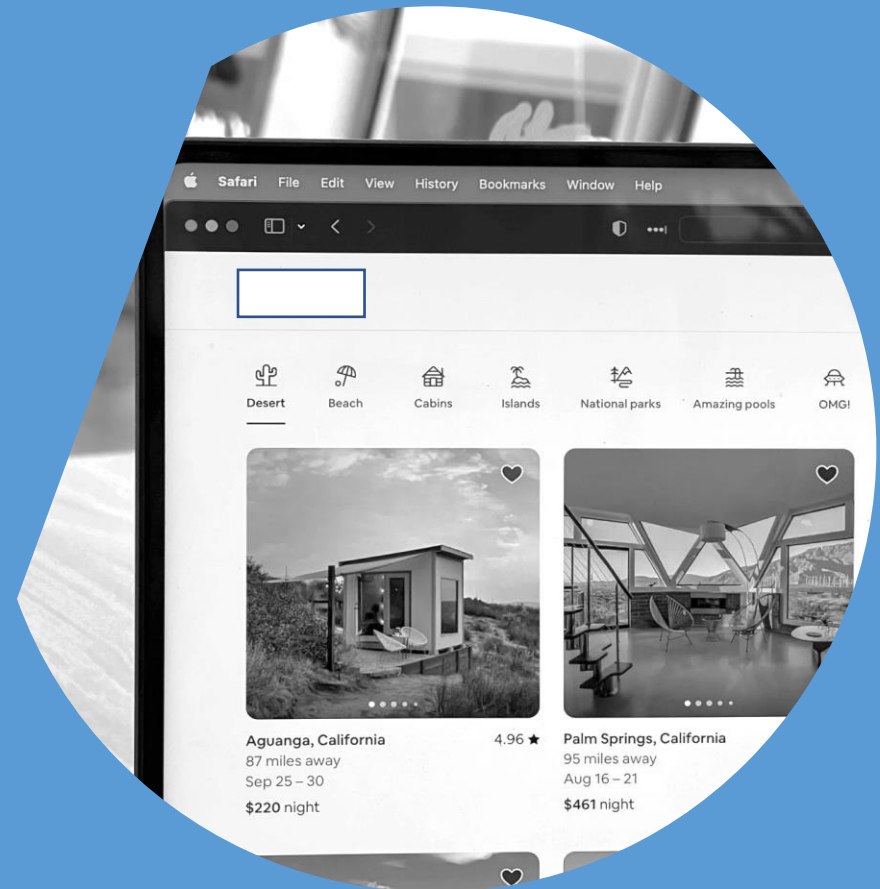 Safari File Edit View History Bookmarks Window Help
Desert Beach Cabins Islands National parks Amazing pools OMG!
Aguanga, California 4.96 ★
87 miles away
Sep 25 – 30
$220 night
Palm Springs, California
95 miles away
Aug 16 – 21
$461 night